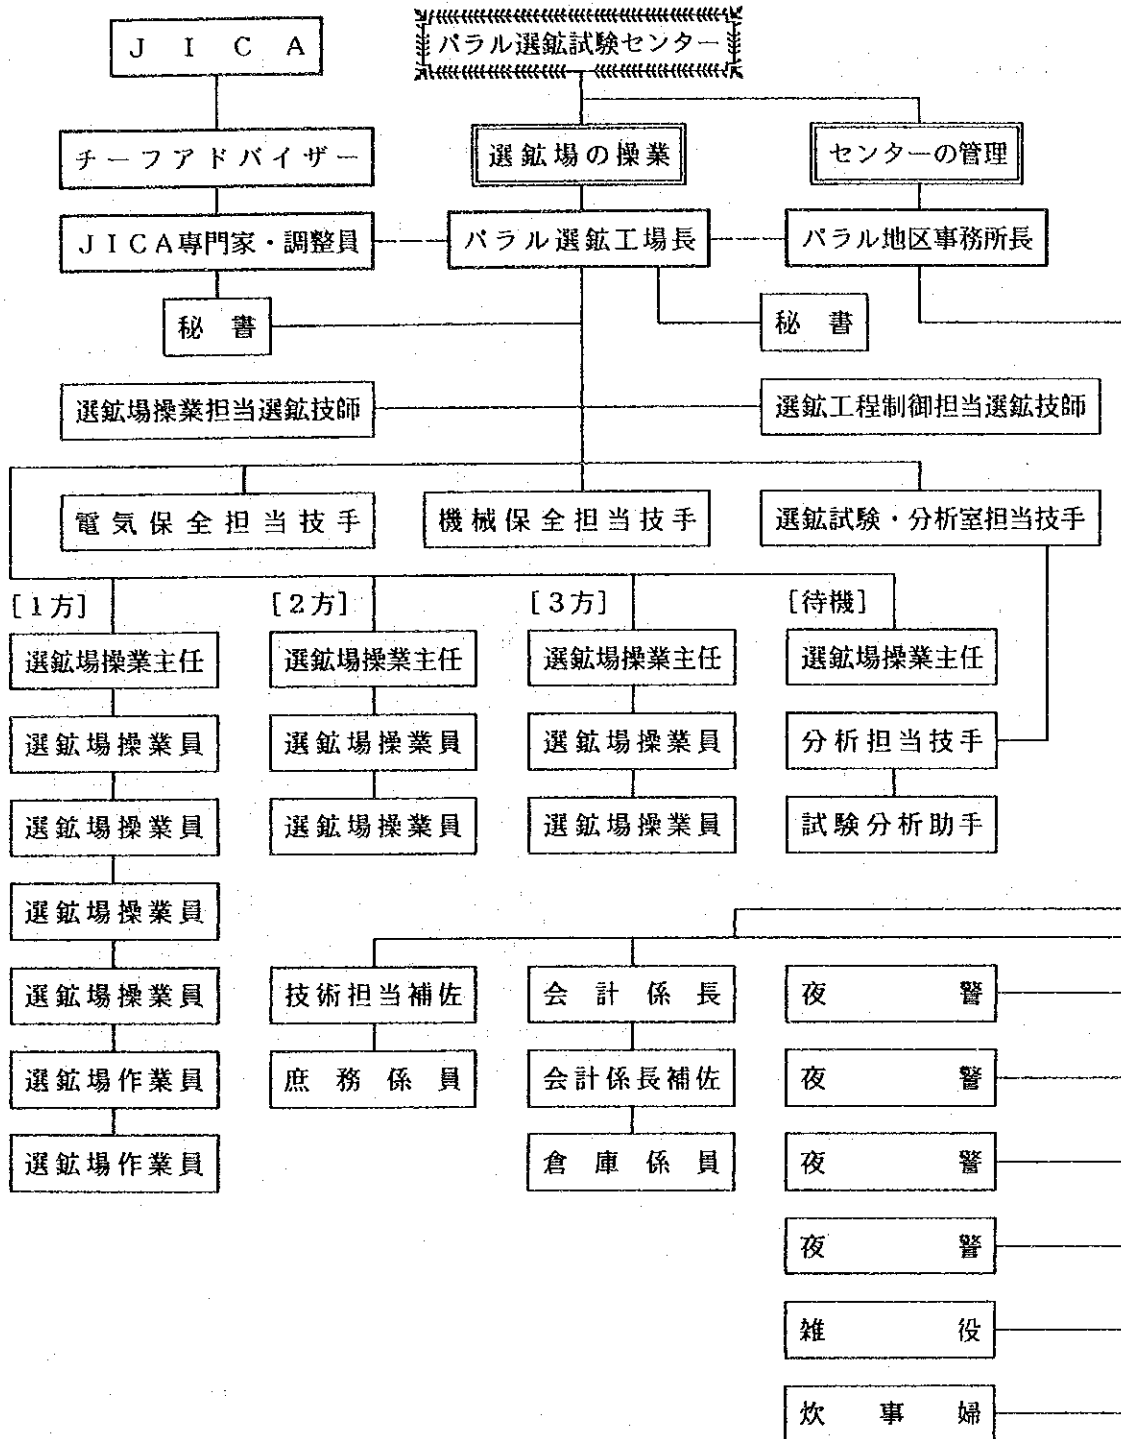 JICA
パラル選鉱試験センター
チーフアドバイザー
選鉱場の操業
センターの管理
JICA専門家・調整員
パラル選鉱工場長
パラル地区事務所長
秘書
秘書
選鉱場操業担当選鉱技師
選鉱工程制御担当選鉱技師
電気保全担当技手
機械保全担当技手
選鉱試験・分析室担当技手
[1方]
[2方]
[3方]
[待機]
選鉱場操業主任
選鉱場操業主任
選鉱場操業主任
選鉱場操業主任
選鉱場操業員
選鉱場操業員
選鉱場操業員
分析担当技手
選鉱場操業員
選鉱場操業員
選鉱場操業員
試験分析助手
選鉱場操業員
選鉱場操業員
技術担当補佐
会計係長
夜警
選鉱場作業員
庶務係員
会計係長補佐
夜警
選鉱場作業員
倉庫係員
夜警
夜警
雑役
炊事婦